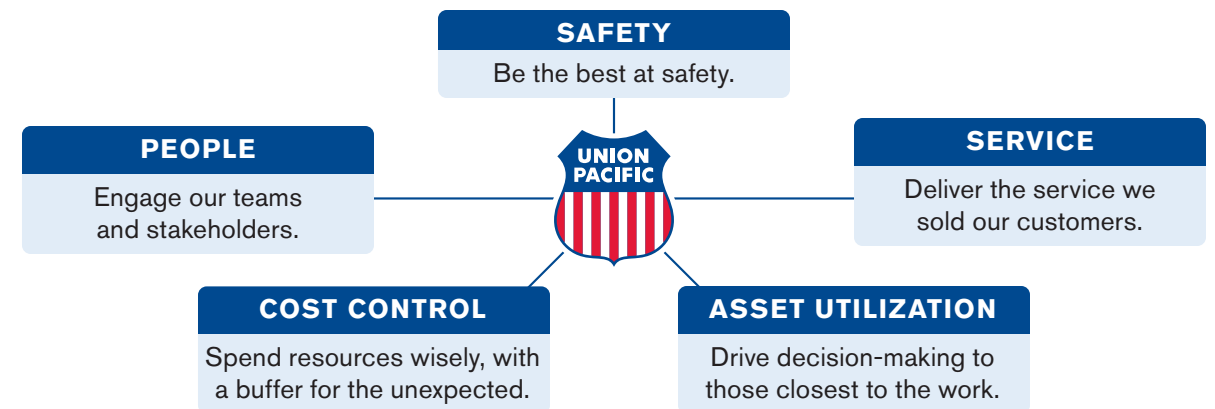 SAFETY
Be the best at safety.
PEOPLE
Engage our teams
and stakeholders.
UNION
PACIFIC
SERVICE
Deliver the service we
sold our customers.
COST CONTROL
Spend resources wisely, with
a buffer for the unexpected.
ASSET UTILIZATION
Drive decision-making to
those closest to the work.